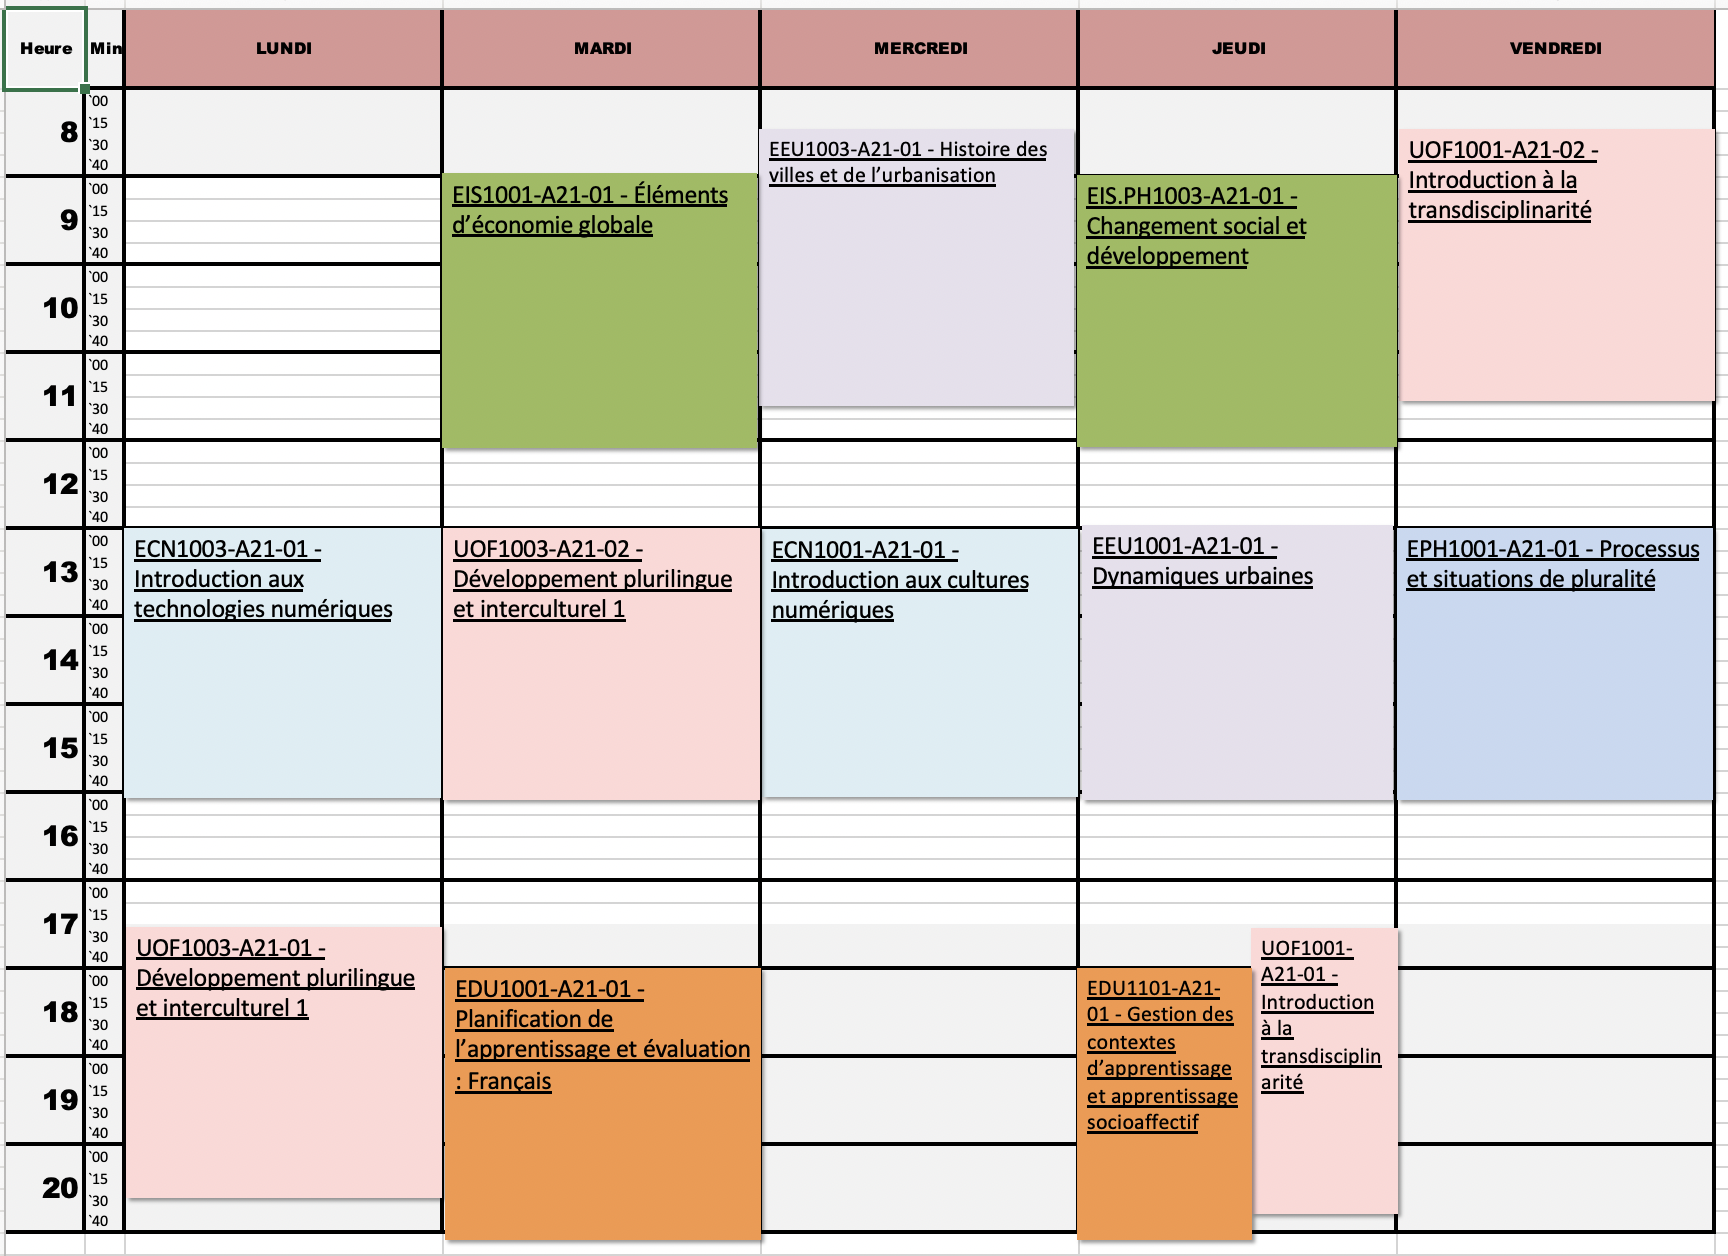 Heure Min LUNDI MARDI MERCREDI JEUDI VENDREDI
8
`00
`15
`30
`40
EEU1003-A21-01 - Histoire des
villes et de l’urbanisation
UOF1001-A21-02 -
Introduction à la
transdisciplinarité
9
`00
`15
`30
`40
EIS1001-A21-01 - Éléments
d’économie globale
EIS.PH1003-A21-01 -
Changement social et
développement
10
`00
`15
`30
`40
11
`00
`15
`30
`40
12
`00
`15
`30
`40
13
`00
`15
`30
`40
ECN1003-A21-01 -
Introduction aux
technologies numériques
UOF1003-A21-02 -
Développement plurilingue
et interculturel 1
ECN1001-A21-01 -
Introduction aux cultures
numériques
EEU1001-A21-01 -
Dynamiques urbaines
EPH1001-A21-01 - Processus
et situations de pluralité
14
`00
`15
`30
`40
15
`00
`15
`30
`40
16
`00
`15
`30
`40
17
`00
`15
`30
`40
UOF1003-A21-01 -
Développement plurilingue
et interculturel 1
UOF1001-
A21-01 -
Introduction
à la
transdisciplin
arité
18
`00
`15
`30
`40
EDU1001-A21-01 -
Planification de
l’apprentissage et évaluation
: Français
EDU1101-A21-
01 - Gestion des
contextes
d’apprentissage
et apprentissage
socioaffectif
19
`00
`15
`30
`40
20
`00
`15
`30
`40